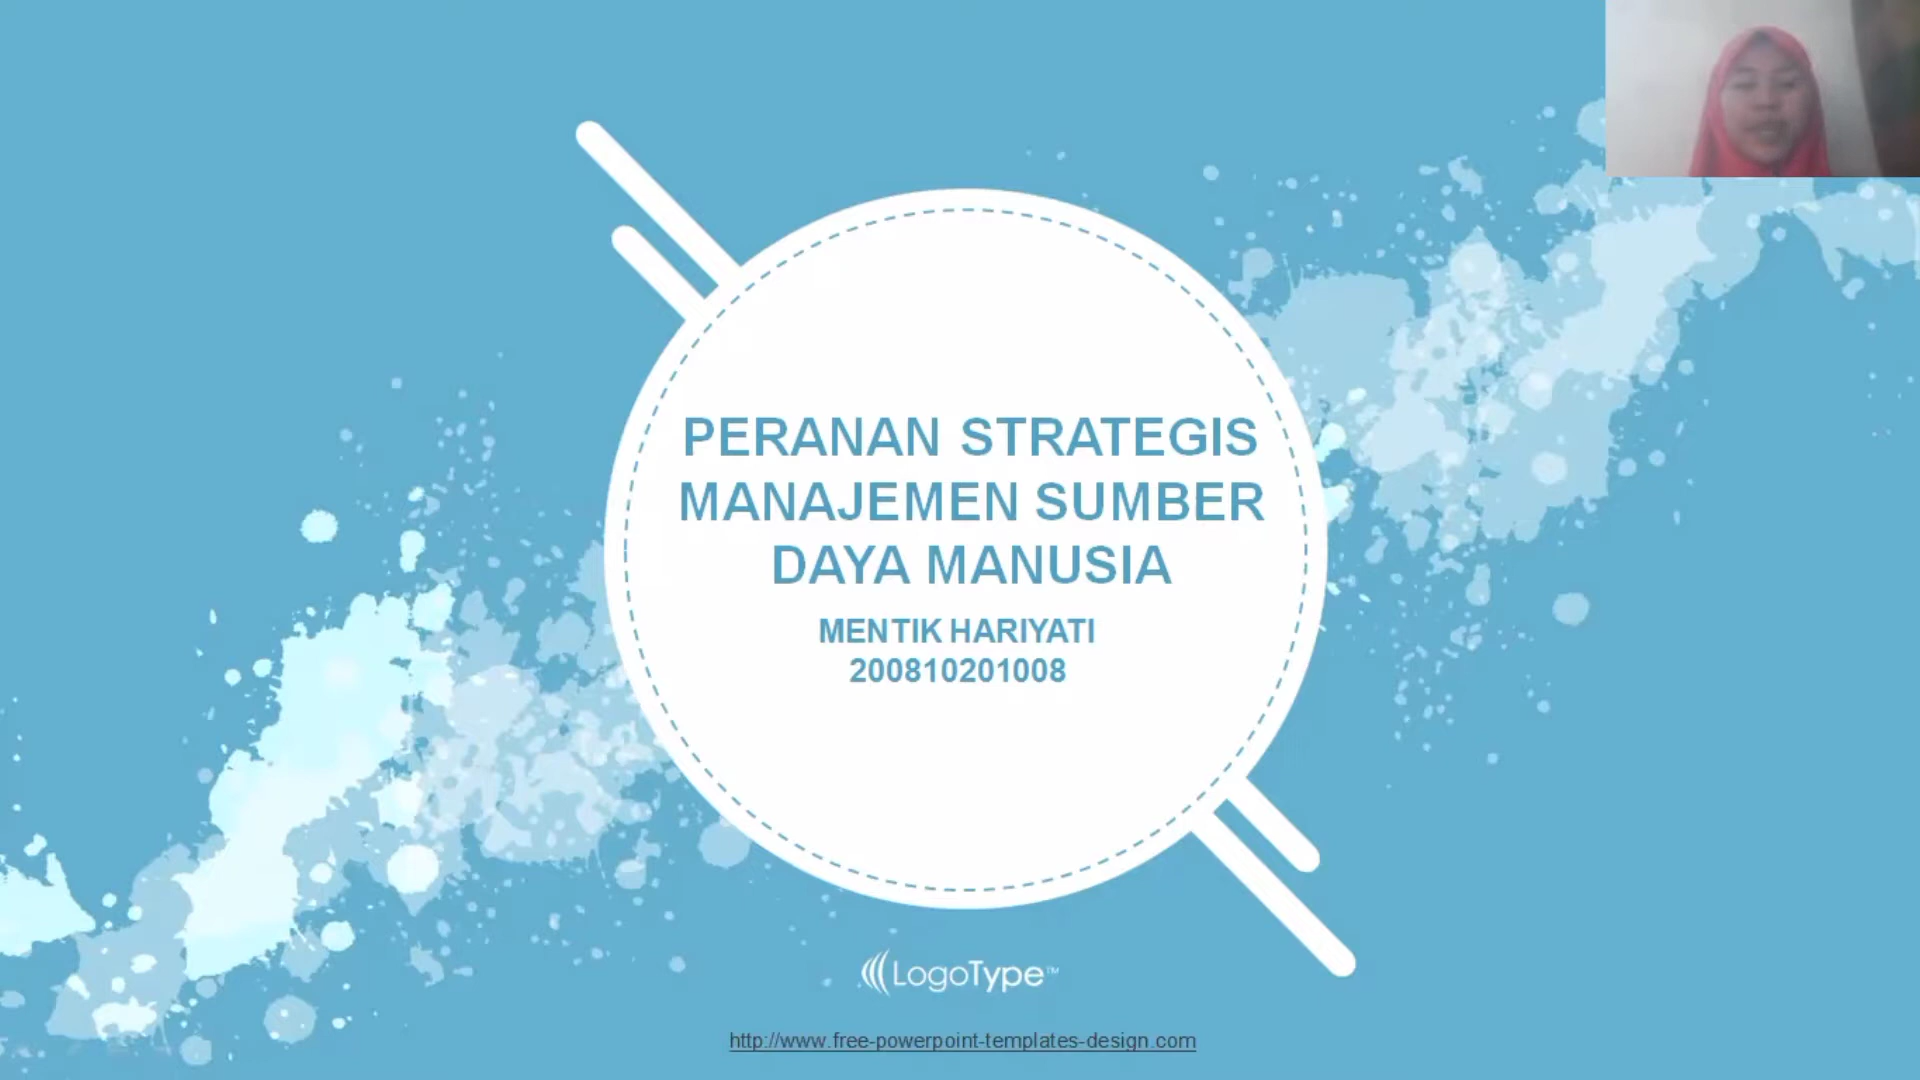 PERANAN STRATEGIS
MANAJEMEN SUMBER
DAYA MANUSIA
MENTIK HARIYATI
200810201008
LogoType™
http://www.free-powerpoint-templates-design.com